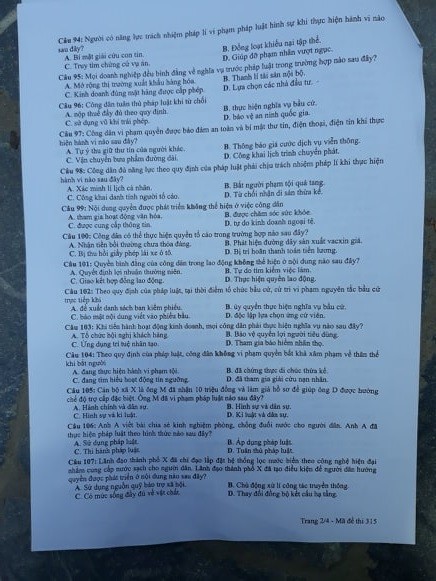 Câu 94: Người có năng lực trách nhiệm pháp lí vi phạm pháp luật hình sự khi thực hiện hành vi nào
sau đây?
A. Bí mật giải cứu con tin. B. Đồng loạt khiếu nại tập thể.
C. Truy tìm chứng cứ vụ án. D. Giúp đỡ phạm nhân vượt ngục.
Câu 95: Mọi doanh nghiệp đều bình đẳng về nghĩa vụ trước pháp luật trong trường hợp nào sau đây?
A. Mở rộng thị trường xuất khẩu hàng hóa. B. Thanh lí tài sản nội bộ.
C. Kinh doanh đúng mặt hàng được cấp phép. D. Lựa chọn các nhà đầu tư.
Câu 96: Công dân tuân thủ pháp luật khi từ chối
A. nộp thuế đầy đủ theo quy định. B. thực hiện nghĩa vụ bầu cử.
C. sử dụng vũ khí trái phép. D. bảo vệ an ninh quốc gia.
Câu 97: Công dân vi phạm quyền được bảo đảm an toàn và bí mật thư tín, điện thoại, điện tín khi thực
hiện hành vi nào sau đây?
A. Tự ý thu giữ thư tín của người khác. B. Thông báo giá cước dịch vụ viễn thông.
C. Vận chuyển bưu phẩm đường dài. D. Công khai lịch trình chuyển phát.
Câu 98: Công dân đủ năng lực theo quy định của pháp luật phải chịu trách nhiệm pháp lí khi thực hiện
hành vi nào sau đây?
A. Xác minh lí lịch cá nhân. B. Bắt người phạm tội quả tang.
C. Công khai danh tính người tố cáo. D. Từ chối nhận di sản thừa kế.
Câu 99: Nội dung quyền được phát triển không thể hiện ở việc công dân
A. tham gia hoạt động văn hóa. B. được chăm sóc sức khỏe.
C. được cung cấp thông tin. D. tự do kinh doanh ngoại tệ.
Câu 100: Công dân có thể thực hiện quyền tố cáo trong trường hợp nào sau đây?
A. Nhận tiền bồi thường chưa thỏa đáng. B. Phát hiện đường dây sản xuất vacxin giả.
C. Bị thu hồi giấy phép lái xe ô tô. D. Bị trì hoãn thanh toán tiền lương.
Câu 101: Quyền bình đẳng của công dân trong lao động không thể hiện ở nội dung nào sau đây?
A. Quyết định lợi nhuận thường niên. B. Tự do tìm kiếm việc làm.
C. Giao kết hợp đồng lao động. D. Thực hiện quyền lao động.
Câu 102: Theo quy định của pháp luật, tại thời điểm tổ chức bầu cử, cử tri vi phạm nguyên tắc bầu cử
trực tiếp khi
A. đề xuất danh sách ban kiểm phiếu. B. ủy quyền thực hiện nghĩa vụ bầu cử.
C. bảo mật nội dung viết vào phiếu bầu. D. độc lập lựa chọn ứng cử viên.
Câu 103: Khi tiến hành hoạt động kinh doanh, mọi công dân phải thực hiện nghĩa vụ nào sau đây?
A. Tổ chức hội nghị khách hàng. B. Bảo vệ quyền lợi người tiêu dùng.
C. Ứng dụng trí tuệ nhân tạo. D. Tham gia bảo hiểm nhân thọ.
Câu 104: Theo quy định của pháp luật, công dân không vi phạm quyền bất khả xâm phạm về thân thể
khi bắt người
A. đang thực hiện hành vi phạm tội. B. đã chứng thực di chúc thừa kế.
C. đang tìm hiểu hoạt động tín ngưỡng. D. đã tham gia giải cứu nạn nhân.
Câu 105: Cán bộ xã X là ông M đã nhận 10 triệu đồng và làm giả hồ sơ để giúp ông D được hưởng
chế độ trợ cấp đặc biệt. Ông M đã vi phạm pháp luật nào sau đây?
A. Hành chính và dân sự. B. Hình sự và dân sự.
C. Hình sự và kỉ luật. D. Kỉ luật và dân sự.
Câu 106: Anh A viết bài chia sẻ kinh nghiệm phòng, chống đuối nước cho người dân. Anh A đã
thực hiện pháp luật theo hình thức nào sau đây?
A. Sử dụng pháp luật. B. Áp dụng pháp luật.
C. Thi hành pháp luật. D. Tuân thủ pháp luật.
Câu 107: Lãnh đạo thành phố X đã chỉ đạo lắp đặt hệ thống lọc nước biển theo công nghệ hiện đại
nhằm cung cấp nước sạch cho người dân. Lãnh đạo thành phố X đã tạo điều kiện để người dân hưởng
quyền được phát triển ở nội dung nào sau đây?
A. Sử dụng nguồn quỹ bảo trợ xã hội. B. Chủ động xử lí công tác truyền thông.
C. Có mức sống đầy đủ về vật chất. D. Thay đổi đồng bộ kết cấu hạ tầng.
Trang 2/4 - Mã đề thi 315